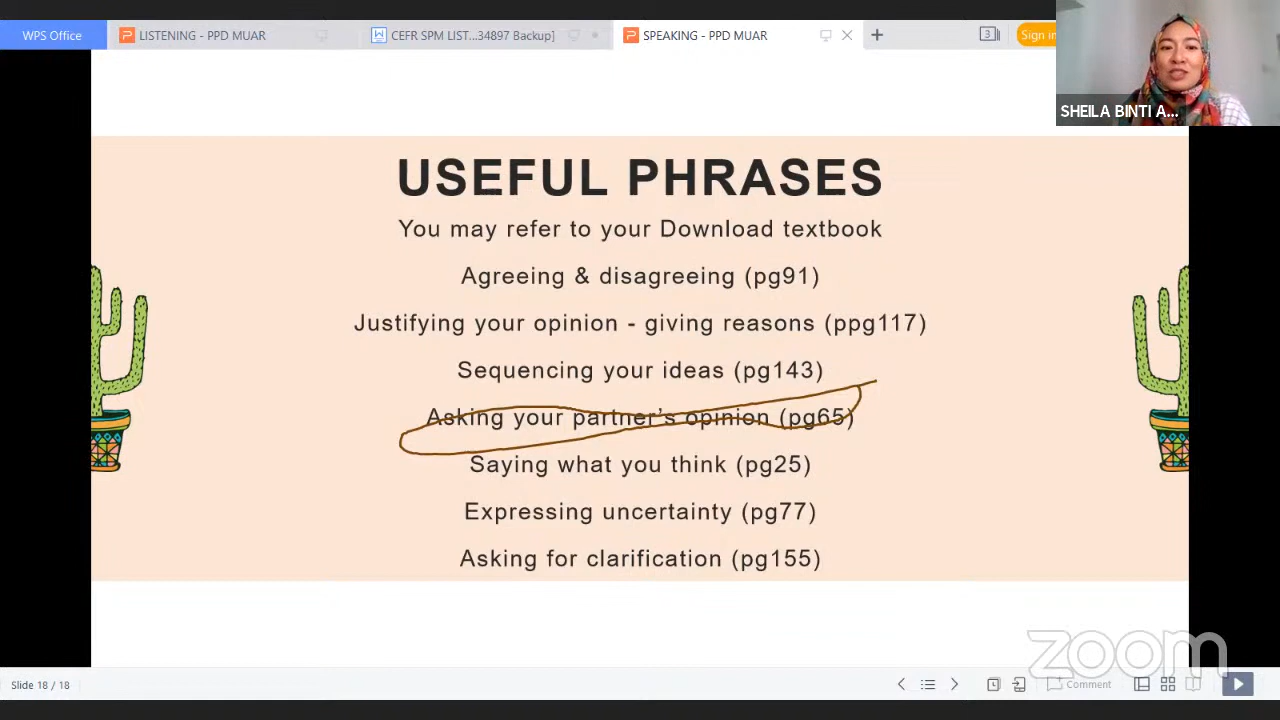 WPS Office
LISTENING - PPD MUAR
CEFR SPM LIST...34897 Backup]
SPEAKING - PPD MUAR
3
Sign in
SHEILA BINTI A...
USEFUL PHRASES
You may refer to your Download textbook
Agreeing & disagreeing (pg91)
Justifying your opinion - giving reasons (ppg117)
Sequencing your ideas (pg143)
Asking your partner's opinion (pg65)
Saying what you think (pg25)
Expressing uncertainty (pg77)
Asking for clarification (pg155)
zoom
Slide 18 / 18
Comment